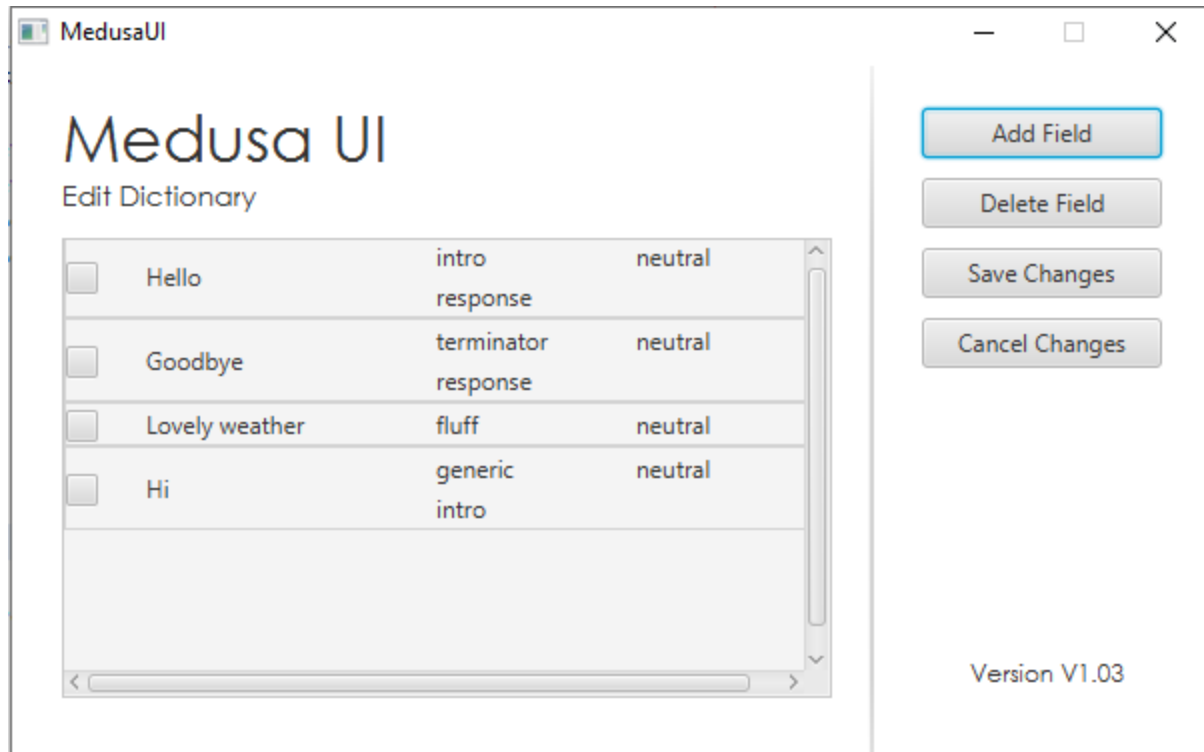 MedusaUI
Medusa UI
Edit Dictionary
Hello
intro
neutral
response
Goodbye
terminator
neutral
response
Lovely weather
fluff
neutral
Hi
generic
neutral
intro
Add Field
Delete Field
Save Changes
Cancel Changes
Version V1.03